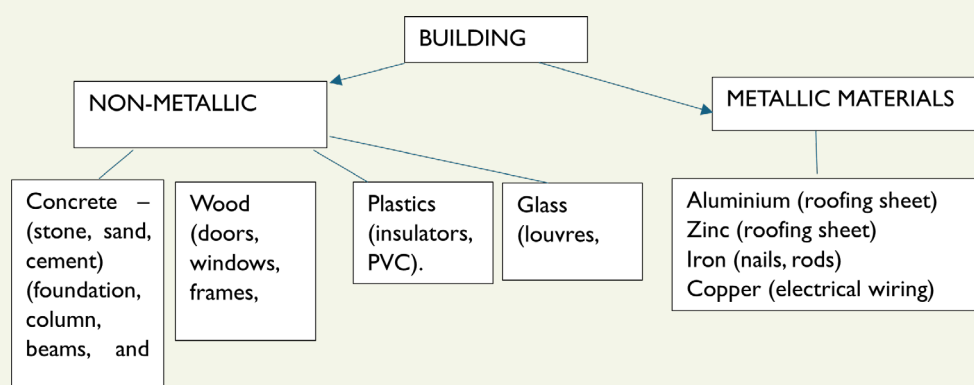 BUILDING
NON-METALLIC
METALLIC MATERIALS
Concrete –
(stone, sand,
cement)
(foundation,
column,
beams, and
Wood
(doors,
windows,
frames,
Plastics
(insulators,
PVC).
Glass
(louvres,
Aluminium (roofing sheet)
Zinc (roofing sheet)
Iron (nails, rods)
Copper (electrical wiring)